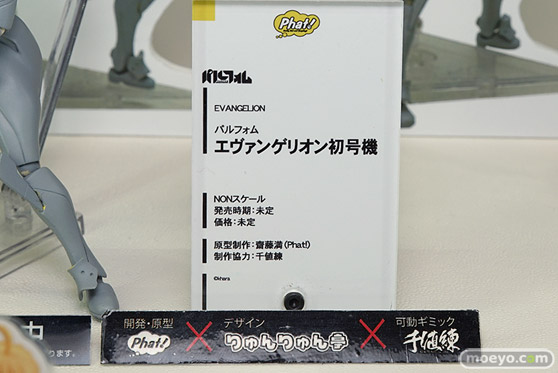 Phat!
パルフォム
EVANGELION
パルフォム
エヴァンゲリオン初号機
NONスケール
発売時期：未定
価格：未定
原型制作：齋藤満(Phat!)
制作協力：千値練
©khara
中
ります。
開発・原型
Phat!
×
デザイン
りゅんりゅん亭
×
可動ギミック
千値練
moeyo.com